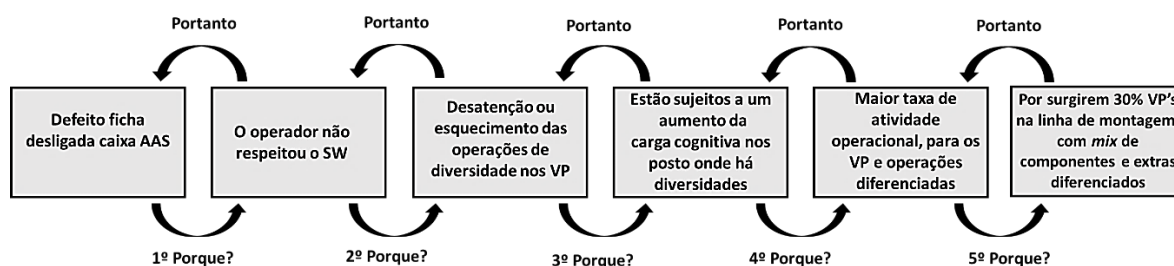 Portanto
Portanto
Portanto
Portanto
Portanto
Defeito ficha
desligada caixa AAS
O operador não
respeitou o SW
Desatenção ou
esquecimento das
operações de
diversidade nos VP
Estão sujeitos a um
aumento da
carga cognitiva nos
posto onde há
diversidades
Maior taxa de
atividade
operacional, para os
VP e operações
diferenciadas
Por surgirem 30% VP's
na linha de montagem
com mix de
componentes e extras
diferenciados
1º Porque?
2º Porque?
3º Porque?
4º Porque?
5º Porque?